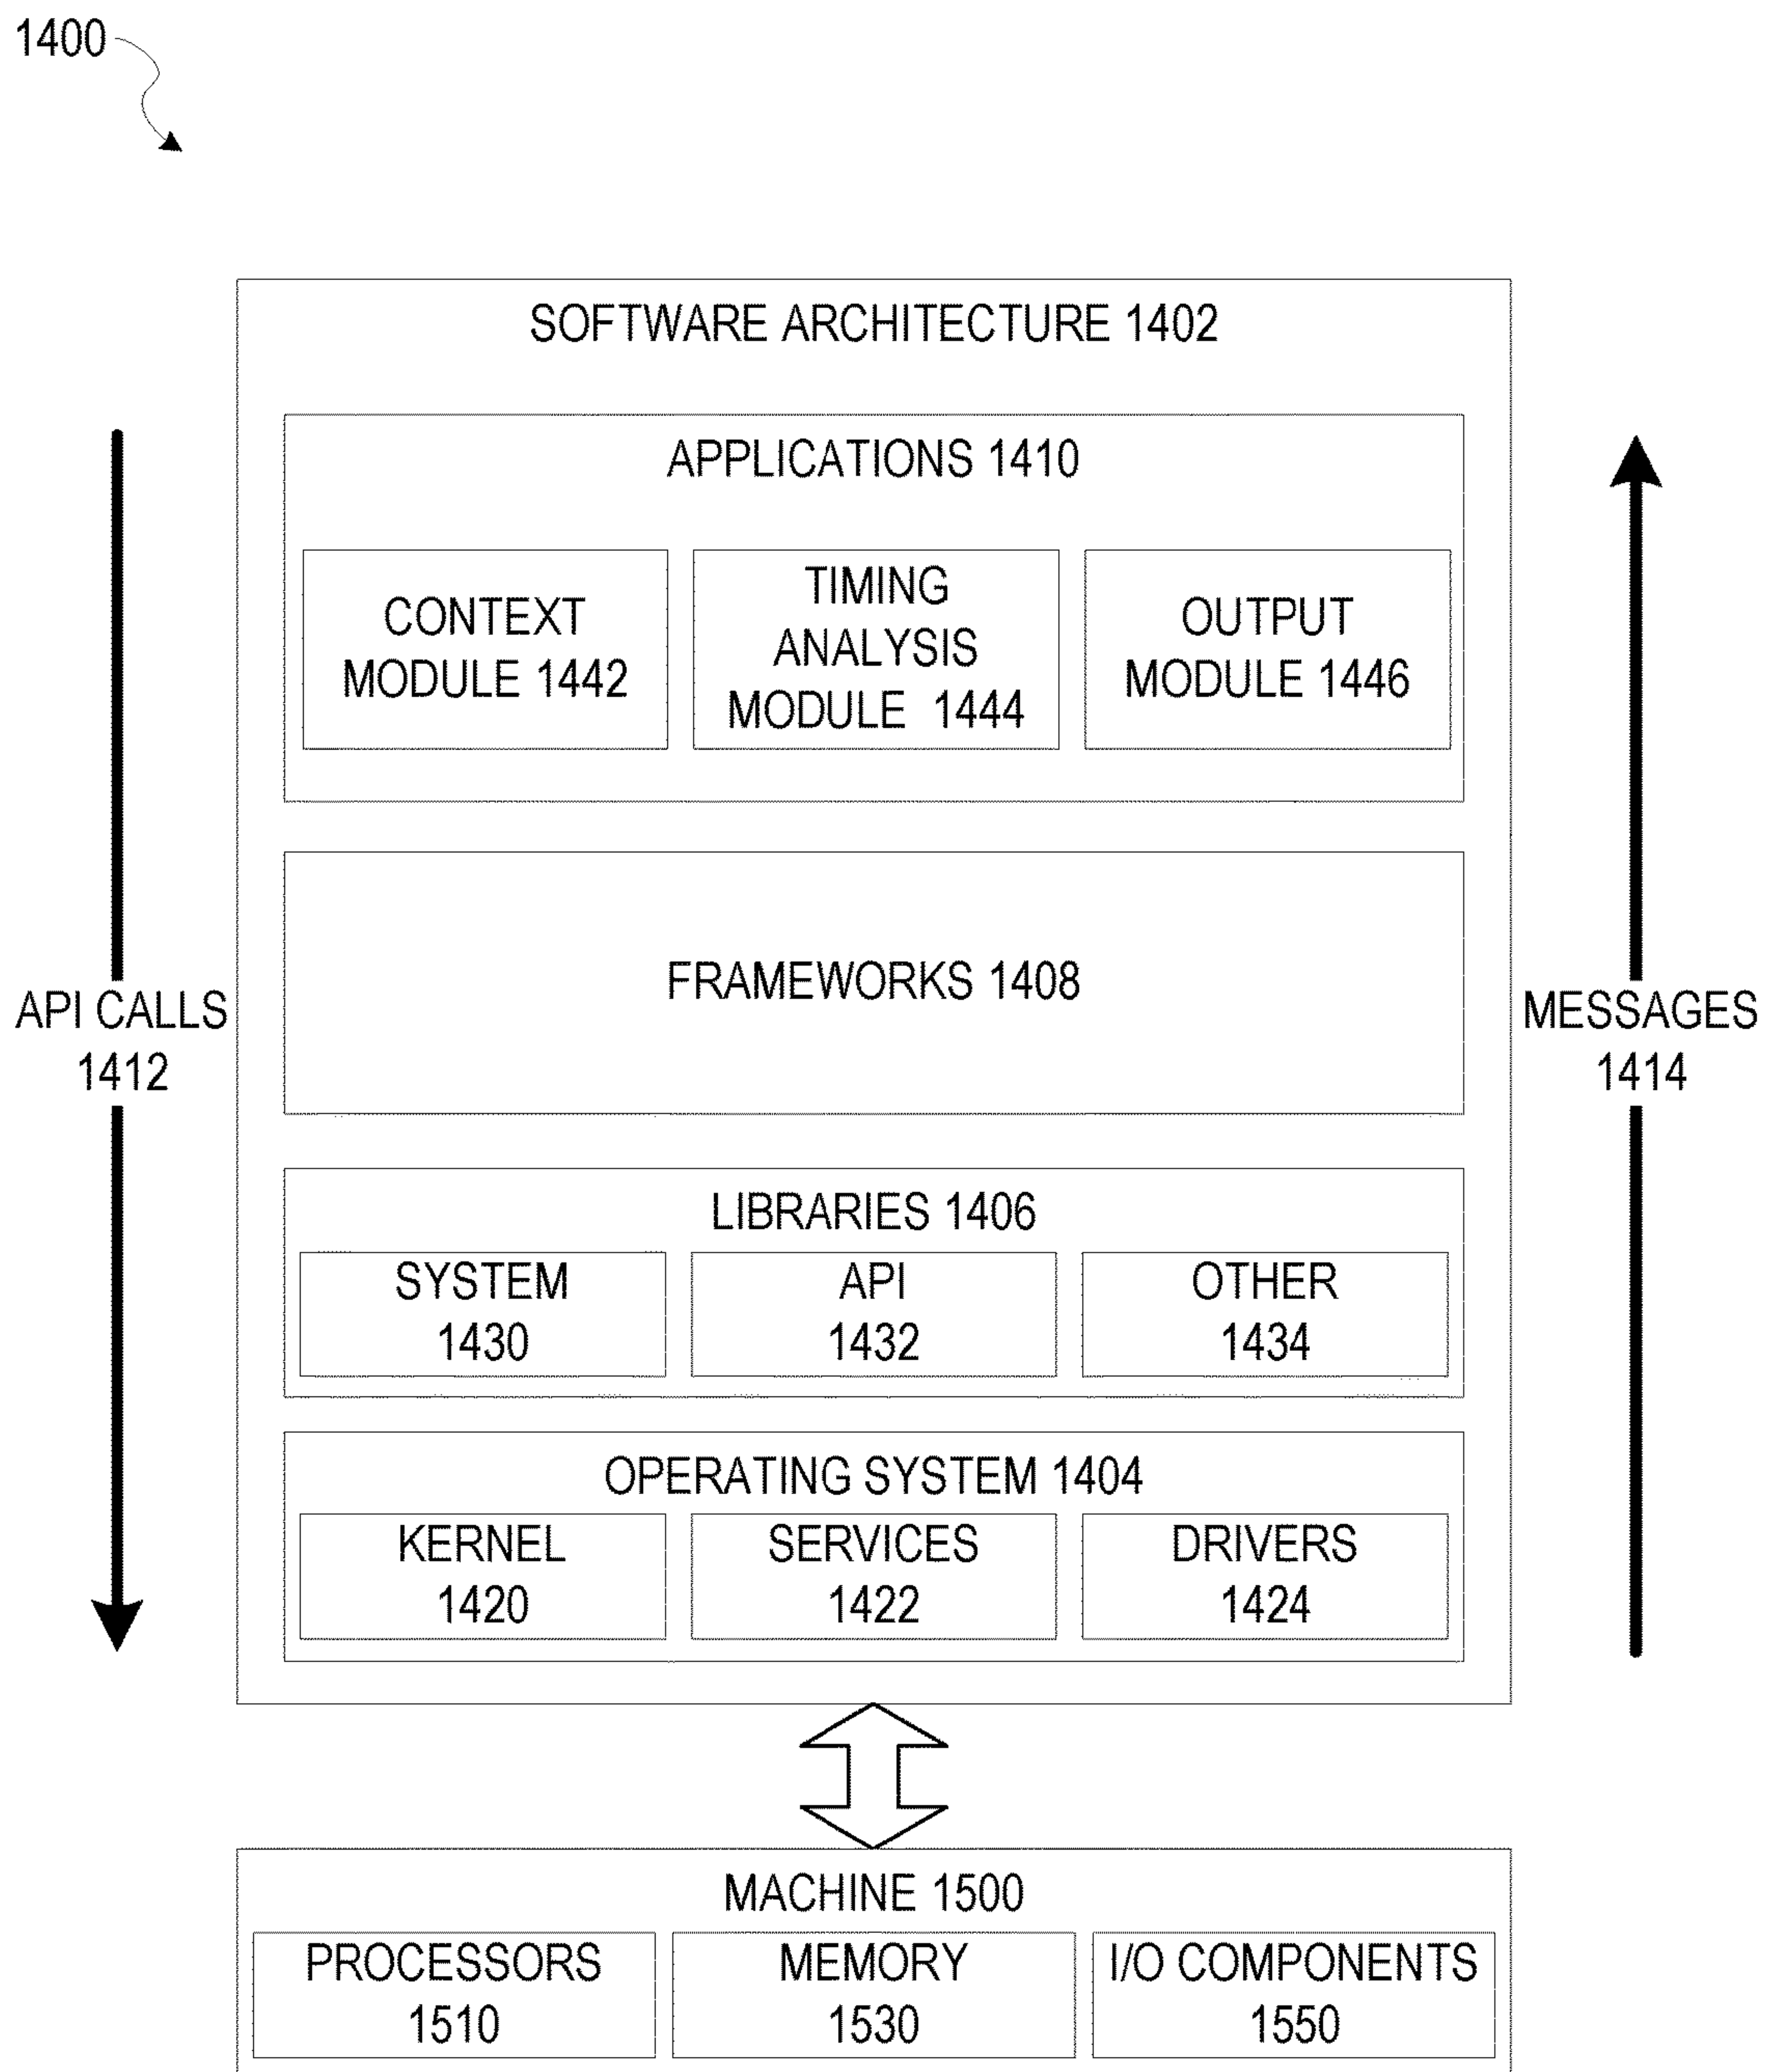 1400
SOFTWARE ARCHITECTURE 1402
APPLICATIONS 1410
CONTEXT
MODULE 1442
TIMING
ANALYSIS
MODULE 1444
OUTPUT
MODULE 1446
FRAMEWORKS 1408
API CALLS
1412
MESSAGES
1414
LIBRARIES 1406
SYSTEM
1430
API
1432
OTHER
1434
OPERATING SYSTEM 1404
KERNEL
1420
SERVICES
1422
DRIVERS
1424
MACHINE 1500
PROCESSORS
1510
MEMORY
1530
I/O COMPONENTS
1550